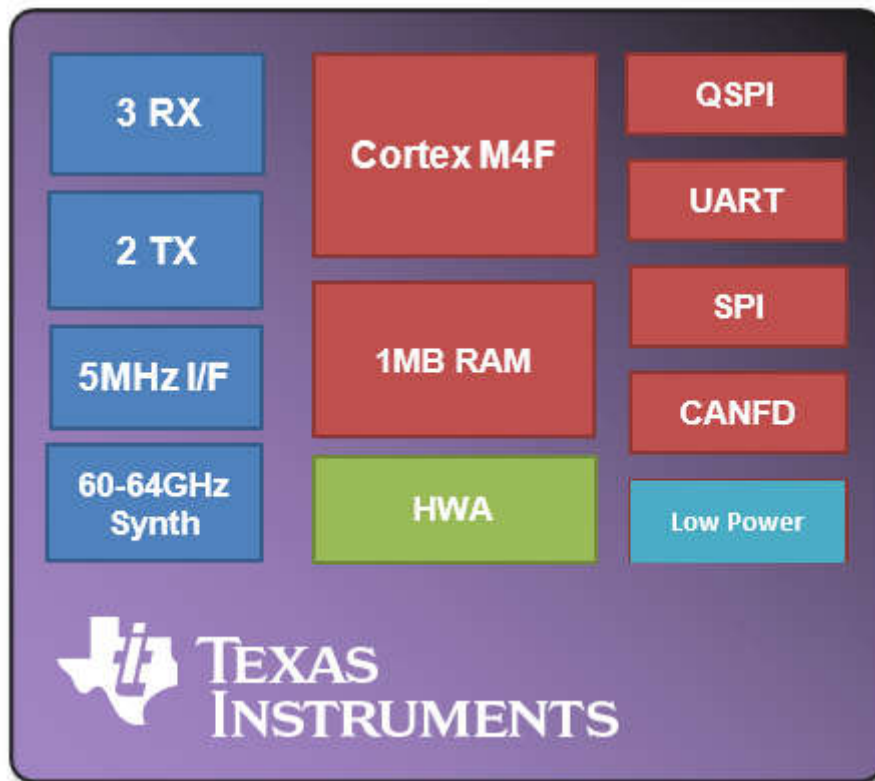 3 RX
2 TX
5MHz I/F
60-64GHz
Synth
Cortex M4F
1MB RAM
HWA
QSPI
UART
SPI
CANFD
Low Power
TEXAS
INSTRUMENTS